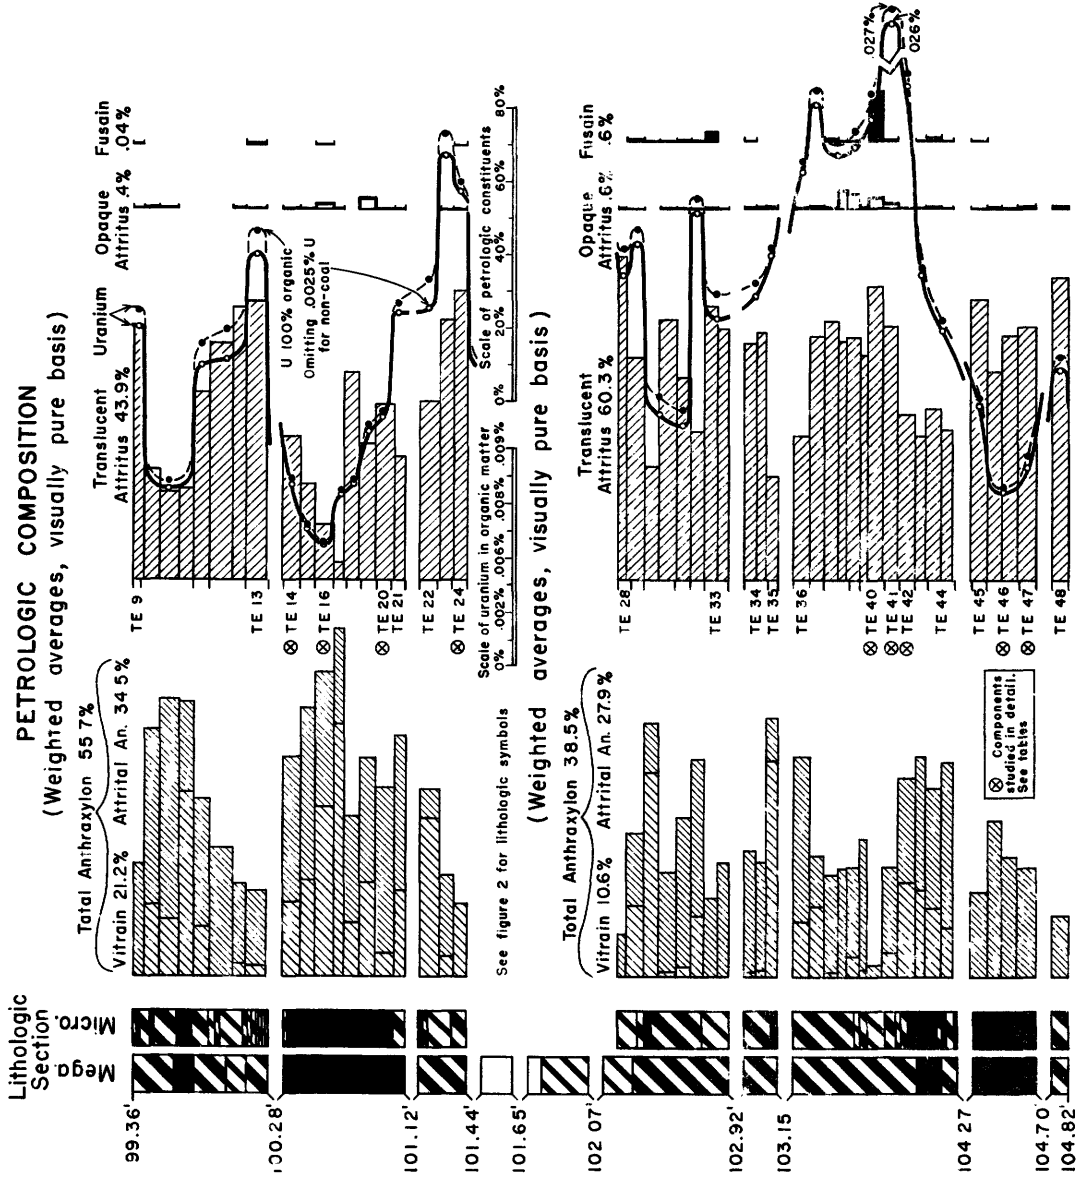 PETROLOGIC COMPOSITION
(Weighted averages, visually pure basis)
Total Anthraxylon 55 7%
Vitrain 21.2% Attrital An. 34 5%
Translucent
Attritus 43.9%
Uranium
Opaque
Attritus .4%
Fusain
.04%
Lithologic
Section
Mega.
Micro.
99.36'
100.28'
101.12'
101.44'
101.65'
102.07'
102.92'
103.15'
104.27
104.70'
104.82'
TE 9
TE 13
⊗ TE 14
⊗ TE 16
⊗ TE 20
TE 21
TE 22
⊗ TE 24
U 100% organic
Omitting .0025% U
for non-coal
Scale of uranium in organic matter
0% .002% .006% .008% .009%
Scale of petrologic constituents
0% 20% 40% 60% 80%
See figure 2 for lithologic symbols
(Weighted averages, visually pure basis)
Total Anthraxylon 38.5%
Vitrain 10.6% Attrital An. 27.9%
Translucent
Attritus 60.3%
Opaque
Attritus .6%
Fusain
.6%
TE 28
TE 33
TE 34
TE 35
TE 36
⊗ TE 40
⊗ TE 41
⊗ TE 42
TE 44
TE 45
⊗ TE 46
⊗ TE 47
TE 48
.027%
.026%
⊗ Components
studied in detail.
See tables